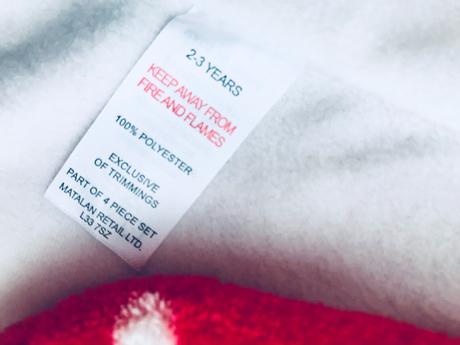 2-3 YEARS
KEEP AWAY FROM
FIRE AND FLAMES
100% POLYESTER
EXCLUSIVE
OF TRIMMINGS
PART OF 4 PIECE SET
MATALAN RETAIL LTD.
L33 7SZ